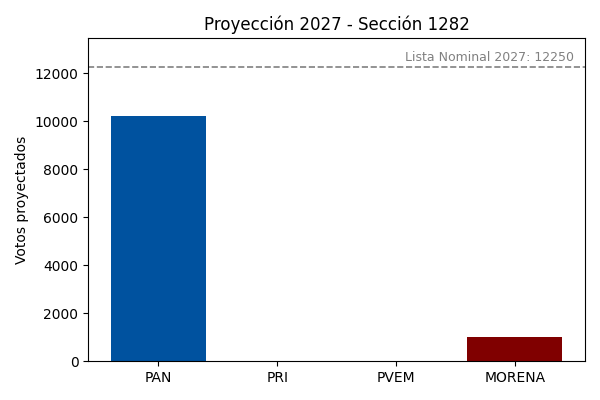 Proyección 2027 - Sección 1282
Lista Nominal 2027: 12250
Votos proyectados
12000
10000
8000
6000
4000
2000
0
PAN PRI PVEM MORENA